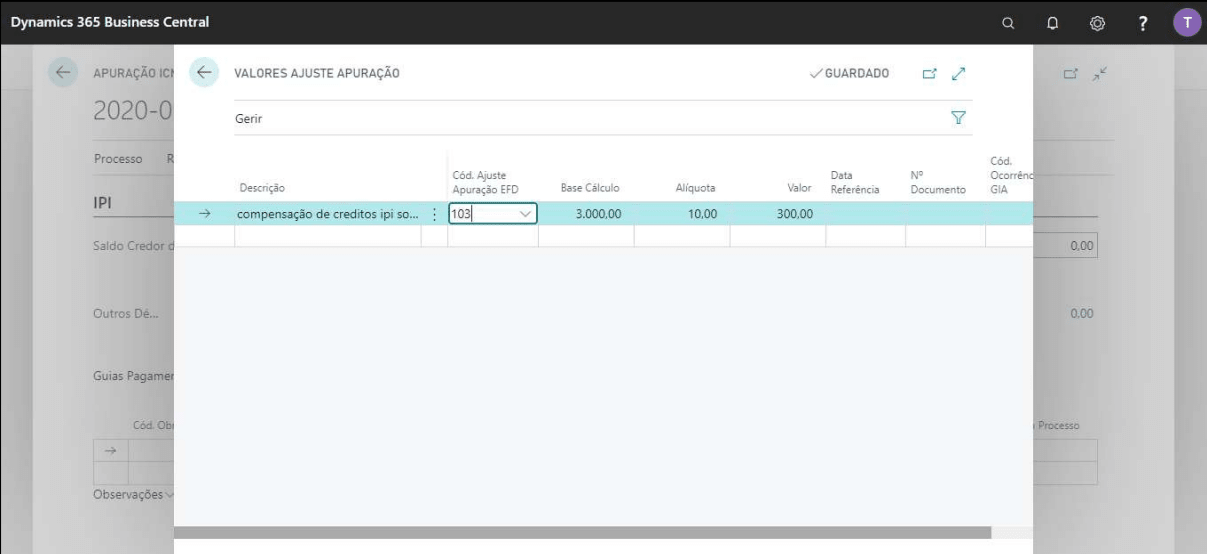 Dynamics 365 Business Central
?
T
APURAÇÃO ICM
VALORES AJUSTE APURAÇÃO
GUARDADO
2020-0
Gerir
Processo R
Descrição
Cód. Ajuste
Apuração EFD
Base Cálculo
Alíquota
Valor
Data
Referência
Nº
Documento
Cód.
Ocorrênc
GIA
IPI
compensação de creditos ipi so... 103 3.000,00 10,00 300,00
Saldo Credor d
0,00
Outros Dé...
0,00
Guias Pagamen
Cód. Obr
Processo
Observações